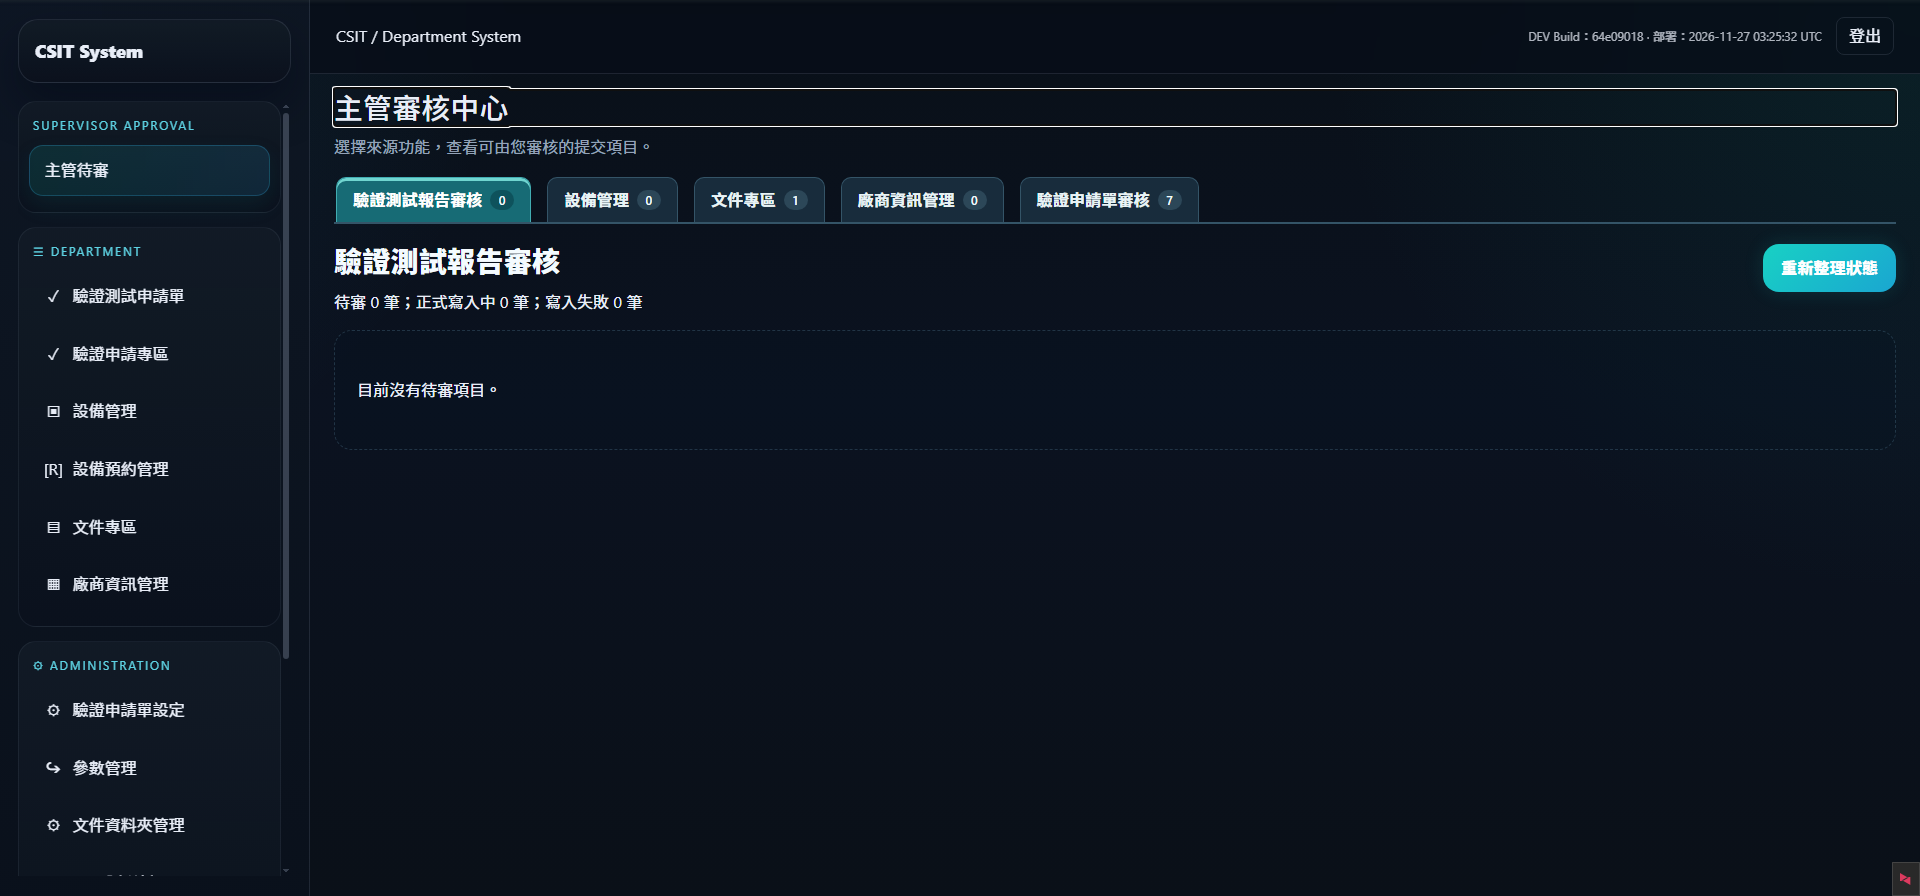 CSIT System
SUPERVISOR APPROVAL
主管待審
☰ DEPARTMENT
✓ 驗證測試申請單
✓ 驗證申請專區
▣ 設備管理
[R] 設備預約管理
▤ 文件專區
▦ 廠商資訊管理
⚙ ADMINISTRATION
⚙ 驗證申請單設定
↪ 參數管理
⚙ 文件資料夾管理
CSIT / Department System
DEV Build：64e09018 · 部署：2026-11-27 03:25:32 UTC
登出
主管審核中心
選擇來源功能，查看可由您審核的提交項目。
驗證測試報告審核 0
設備管理 0
文件專區 1
廠商資訊管理 0
驗證申請單審核 7
驗證測試報告審核
重新整理狀態
待審 0 筆；正式寫入中 0 筆；寫入失敗 0 筆
目前沒有待審項目。